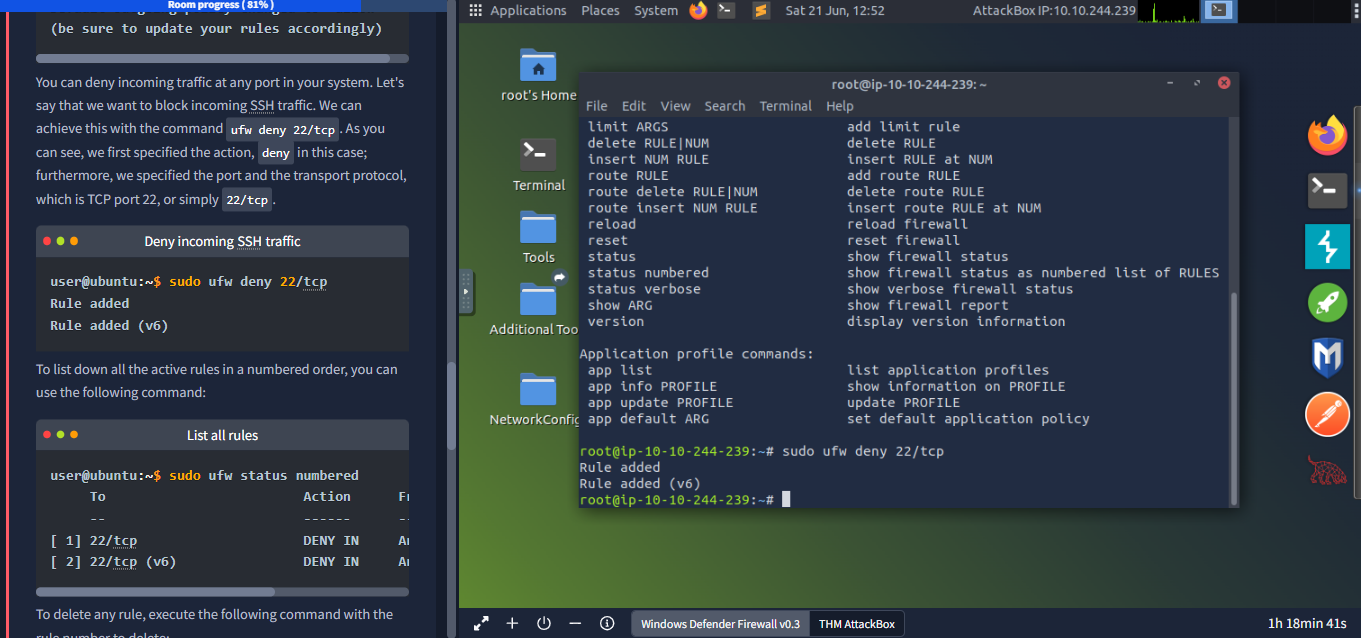 Room progress ( 81% )
(be sure to update your rules accordingly)
You can deny incoming traffic at any port in your system. Let's
say that we want to block incoming SSH traffic. We can
achieve this with the command ufw deny 22/tcp . As you
can see, we first specified the action, deny in this case;
furthermore, we specified the port and the transport protocol,
which is TCP port 22, or simply 22/tcp .
Deny incoming SSH traffic
user@ubuntu:~$ sudo ufw deny 22/tcp
Rule added
Rule added (v6)
To list down all the active rules in a numbered order, you can
use the following command:
List all rules
user@ubuntu:~$ sudo ufw status numbered
To Action
-- ------
[ 1] 22/tcp DENY IN
[ 2] 22/tcp (v6) DENY IN
To delete any rule, execute the following command with the
rule number to delete:
Applications Places System Sat 21 Jun, 12:52 AttackBox IP:10.10.244.239
root's Home
Terminal
Tools
Additional Too
NetworkConfig
root@ip-10-10-244-239: ~
File Edit View Search Terminal Help
limit ARGS add limit rule
delete RULE|NUM delete RULE
insert NUM RULE insert RULE at NUM
route RULE add route RULE
route delete RULE|NUM delete route RULE
route insert NUM RULE insert route RULE at NUM
reload reload firewall
reset reset firewall
status show firewall status
status numbered show firewall status as numbered list of RULES
status verbose show verbose firewall status
show ARG show firewall report
version display version information
Application profile commands:
app list list application profiles
app info PROFILE show information on PROFILE
app update PROFILE update PROFILE
app default ARG set default application policy
root@ip-10-10-244-239:~# sudo ufw deny 22/tcp
Rule added
Rule added (v6)
root@ip-10-10-244-239:~#
Windows Defender Firewall v0.3 THM AttackBox 1h 18min 41s